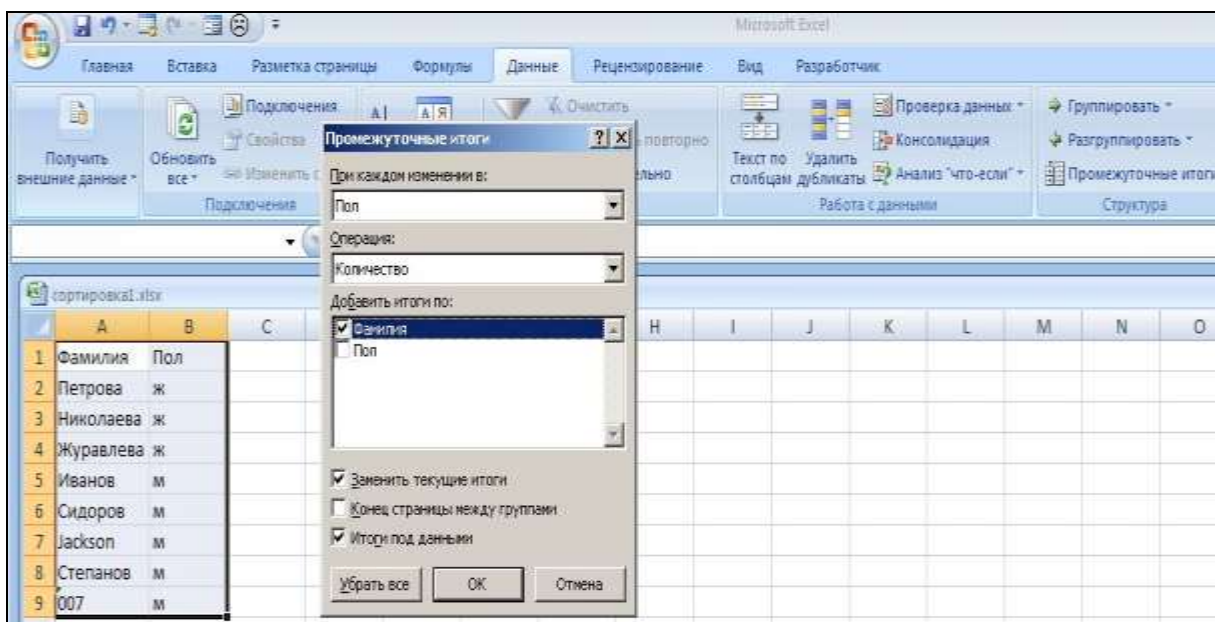 Microsoft Excel
Главная Вставка Разметка страницы Формулы Данные Рецензирование Вид Разработчик
Получить внешние данные
Обновить все
Подключения
Свойства
Изменить с
Подключения
А Я
Очистить
повторно
ельно
Текст по столбцам
Удалить дубликаты
Проверка данных
Консолидация
Анализ "что-если"
Работа с данными
Группировать
Разгруппировать
Промежуточные итоги
Структура
Промежуточные итоги
При каждом изменении в:
Пол
Операция:
Количество
Добавить итоги по:
Фамилия
Пол
Заменить текущие итоги
Конец страницы между группами
Итоги под данными
Убрать все ОК Отмена
сортировка1.xlsx
A B C H I J K L M N O
1 Фамилия Пол
2 Петрова ж
3 Николаева ж
4 Журавлева ж
5 Иванов м
6 Сидоров м
7 Jackson м
8 Степанов м
9 007 м